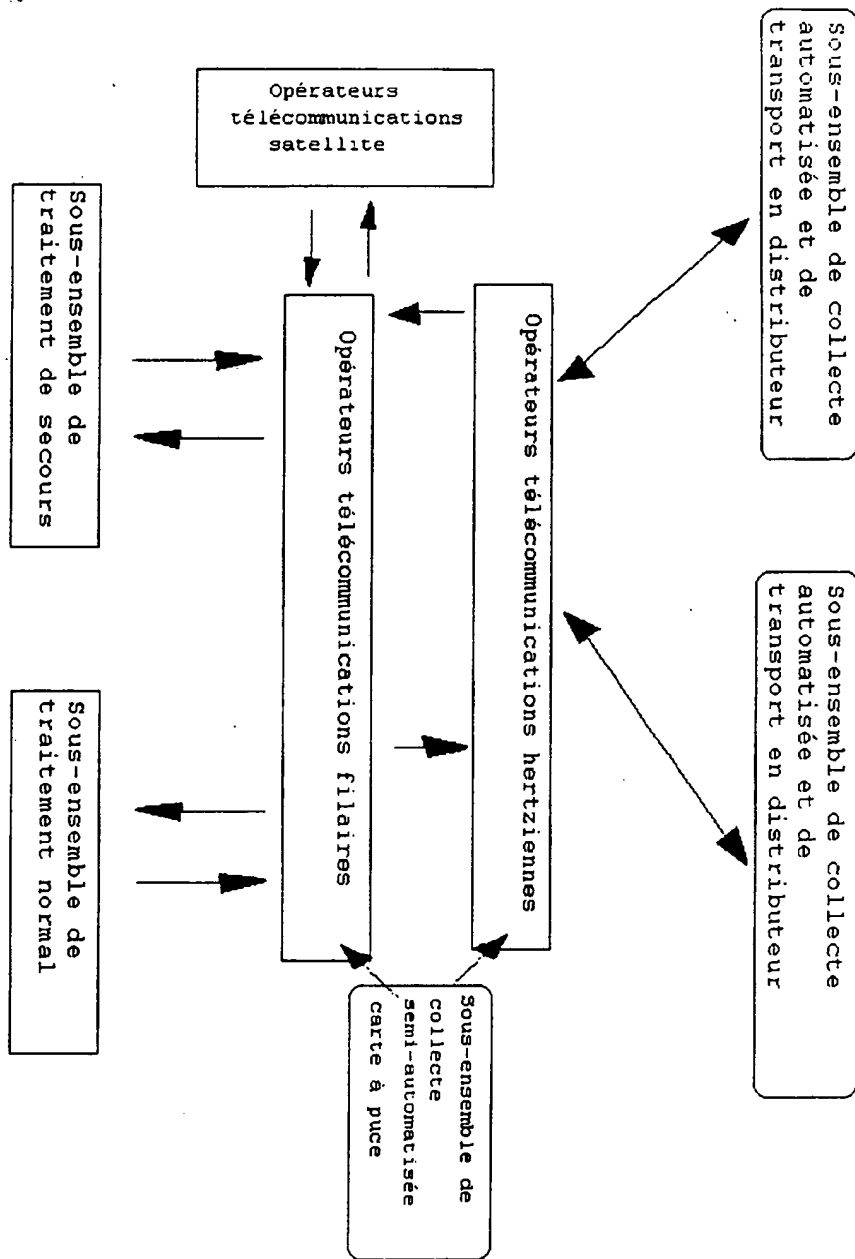 Opérateurs
télécommunications
satellite
Sous-ensemble de collecte
automatisée et de
transport en distributeur
Sous-ensemble de collecte
automatisée et de
transport en distributeur
Opérateurs télécommunications hertziennes
Opérateurs télécommunications filaires
Sous-ensemble de
traitement de secours
Sous-ensemble de
traitement normal
Sous-ensemble de
collecte
semi-automatisée
carte à puce